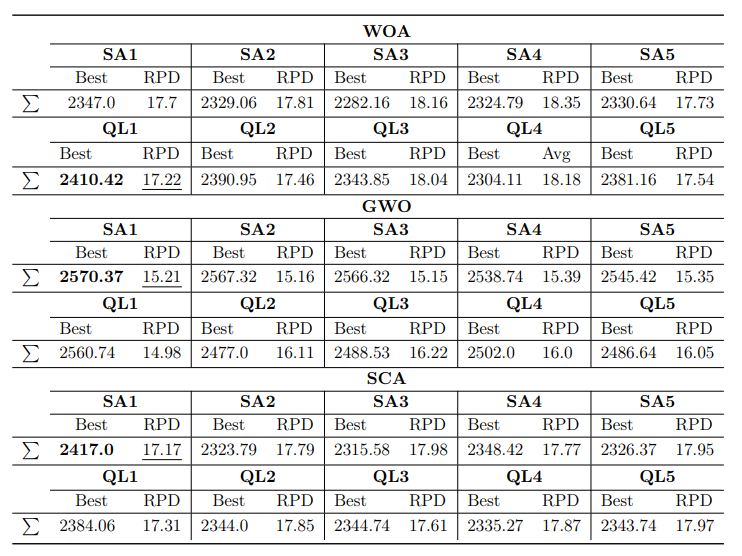 WOA
SA1 SA2 SA3 SA4 SA5
Best RPD Best RPD Best RPD Best RPD Best RPD
∑ 2347.0 17.7 2329.06 17.81 2282.16 18.16 2324.79 18.35 2330.64 17.73
QL1 QL2 QL3 QL4 QL5
Best RPD Best RPD Best RPD Best Avg Best RPD
∑ 2410.42 17.22 2390.95 17.46 2343.85 18.04 2304.11 18.18 2381.16 17.54
GWO
SA1 SA2 SA3 SA4 SA5
Best RPD Best RPD Best RPD Best RPD Best RPD
∑ 2570.37 15.21 2567.32 15.16 2566.32 15.15 2538.74 15.39 2545.42 15.35
QL1 QL2 QL3 QL4 QL5
Best RPD Best RPD Best RPD Best RPD Best RPD
∑ 2560.74 14.98 2477.0 16.11 2488.53 16.22 2502.0 16.0 2486.64 16.05
SCA
SA1 SA2 SA3 SA4 SA5
Best RPD Best RPD Best RPD Best RPD Best RPD
∑ 2417.0 17.17 2323.79 17.79 2315.58 17.98 2348.42 17.77 2326.37 17.95
QL1 QL2 QL3 QL4 QL5
Best RPD Best RPD Best RPD Best RPD Best RPD
∑ 2384.06 17.31 2344.0 17.85 2344.74 17.61 2335.27 17.87 2343.74 17.97